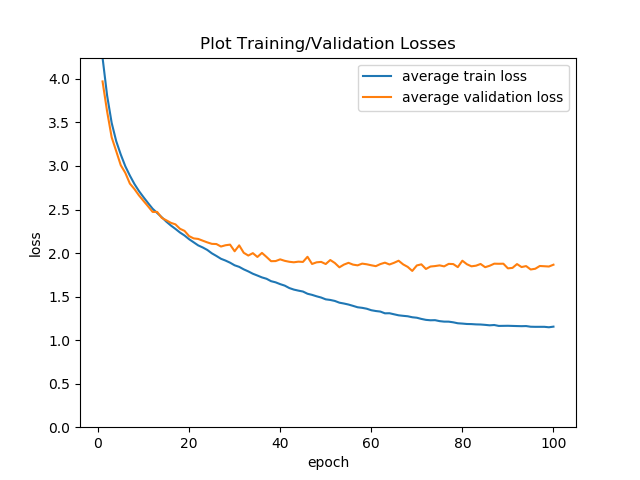 Plot Training/Validation Losses
average train loss
average validation loss
4.0
3.5
3.0
2.5
2.0
1.5
1.0
0.5
0.0
loss
0 20 40 60 80 100
epoch